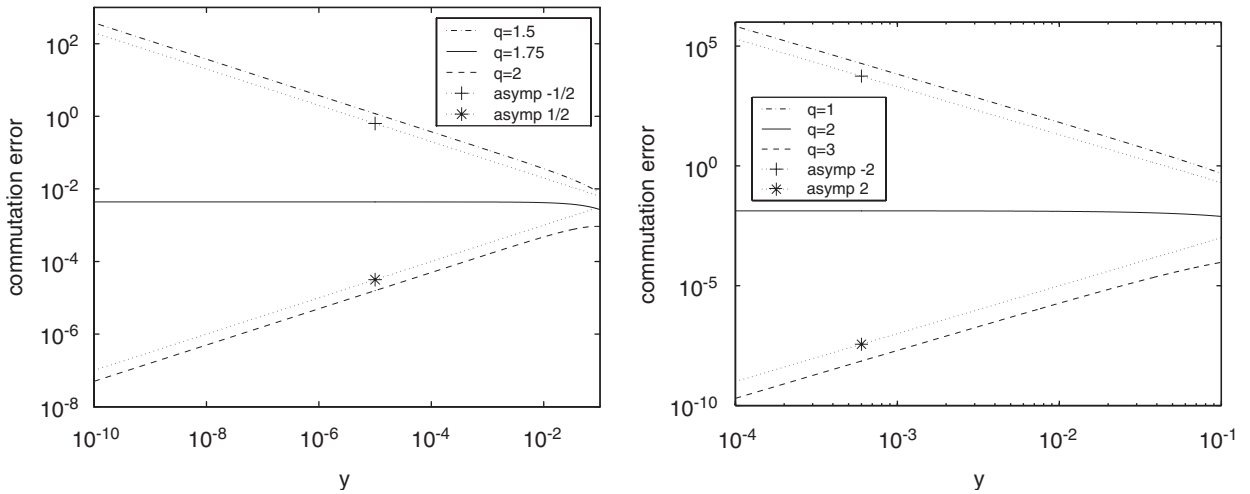 commutation error
10^2
10^0
10^-2
10^-4
10^-6
10^-8
10^-10
10^-8
10^-6
10^-4
10^-2
y
q=1.5
q=1.75
q=2
asymp -1/2
asymp 1/2
commutation error
10^5
10^0
10^-5
10^-10
10^-4
10^-3
10^-2
10^-1
y
q=1
q=2
q=3
asymp -2
asymp 2